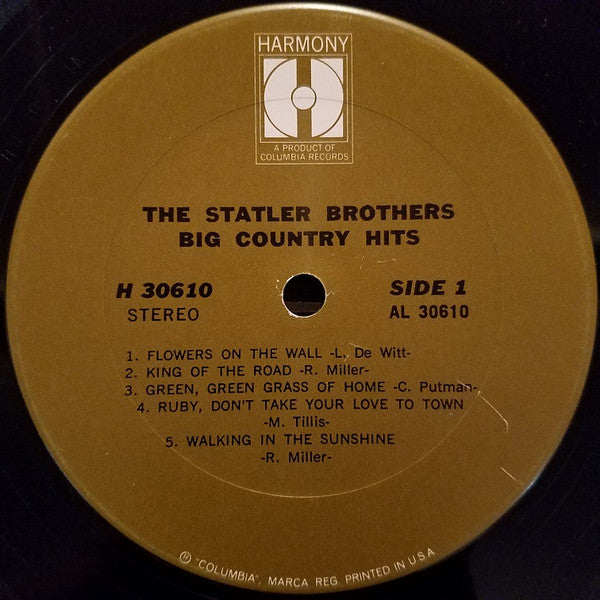 HARMONY
A PRODUCT OF
COLUMBIA RECORDS
THE STATLER BROTHERS
BIG COUNTRY HITS
H 30610
SIDE 1
STEREO
AL 30610
1. FLOWERS ON THE WALL -L. De Witt-
2. KING OF THE ROAD -R. Miller-
3. GREEN, GREEN GRASS OF HOME -C. Putman-
4. RUBY, DON'T TAKE YOUR LOVE TO TOWN
-M. Tillis-
5. WALKING IN THE SUNSHINE
-R. Miller-
℗ "COLUMBIA", MARCA REG. PRINTED IN U.S.A